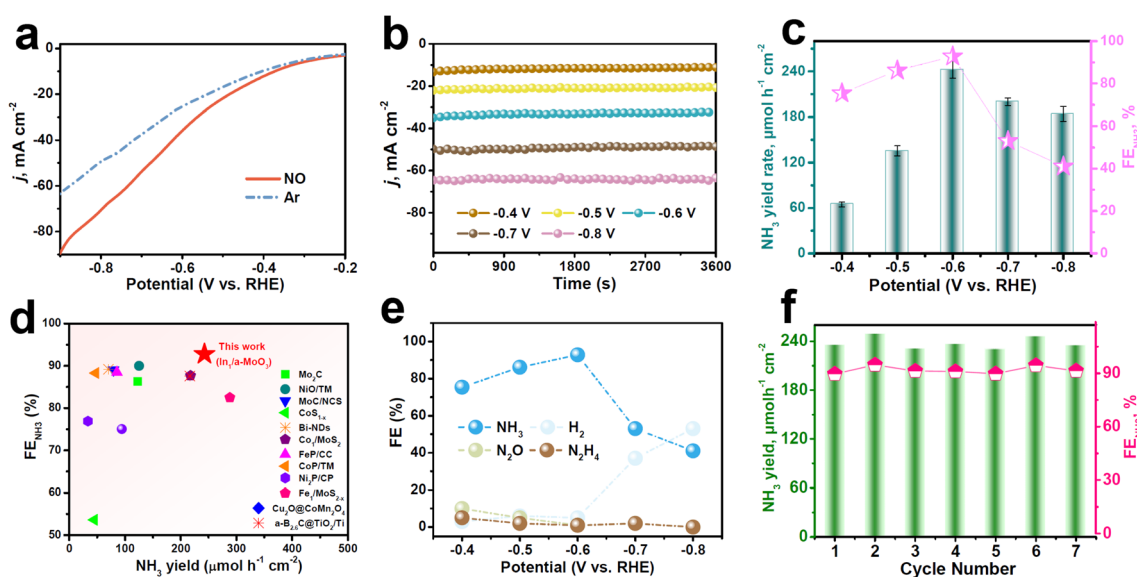 a
0
-20
-40
-60
-80
j, mA cm-2
NO
Ar
-0.8
-0.6
-0.4
-0.2
Potential (V vs. RHE)
b
0
-20
-40
-60
-80
j, mA cm-2
-0.4 V
-0.5 V
-0.6 V
-0.7 V
-0.8 V
0
900
1800
2700
3600
Time (s)
c
240
180
120
60
0
NH3 yield rate, μmol h-1 cm-2
100
80
60
40
20
0
FENH3, %
-0.4
-0.5
-0.6
-0.7
-0.8
Potential (V vs. RHE)
d
100
95
90
85
80
75
70
65
60
55
50
FENH3 (%)
This work
(In1/a-MoO3)
Mo2C
NiO/TM
MoC/NCS
CoS1-x
Bi-NDs
Co1/MoS2
FeP/CC
CoP/TM
Ni2P/CP
Fe1/MoS2-x
Cu2O@CoMn2O4
a-B2.6C@TiO2/Ti
0
100
200
300
400
500
NH3 yield (μmol h-1 cm-2)
e
100
80
60
40
20
0
FE (%)
NH3
H2
N2O
N2H4
-0.4
-0.5
-0.6
-0.7
-0.8
Potential (V vs. RHE)
f
240
160
80
0
NH3 yield, μmolh-1 cm-2
90
60
30
0
1
2
3
4
5
6
7
Cycle Number